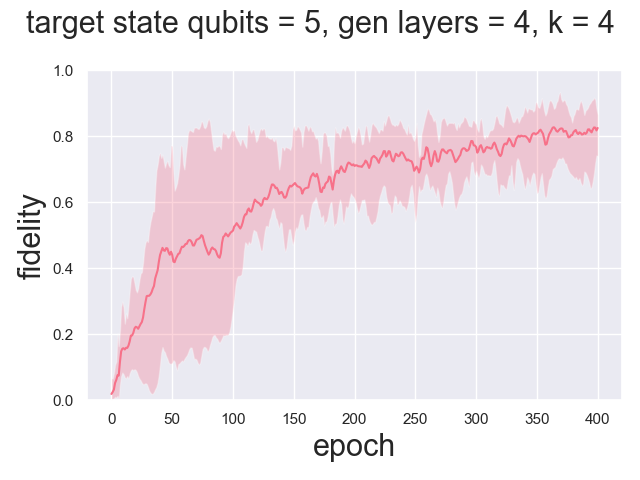 target state qubits = 5, gen layers = 4, k = 4
1.0
0.8
0.6
0.4
0.2
0.0
fidelity
0 50 100 150 200 250 300 350 400
epoch